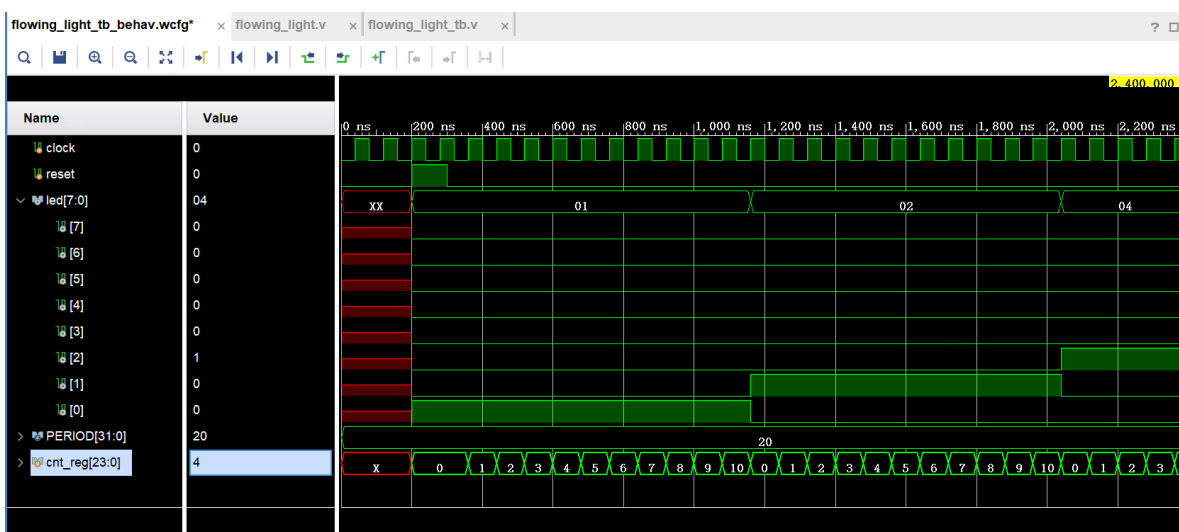 flowing_light_tb_behav.wcfg* × flowing_light.v × flowing_light_tb.v ×
?
2,400,000
Name Value
0 ns 200 ns 400 ns 600 ns 800 ns 1,000 ns 1,200 ns 1,400 ns 1,600 ns 1,800 ns 2,000 ns 2,200 ns
clock 0
reset 0
led[7:0] 04 XX 01 02 04
[7] 0
[6] 0
[5] 0
[4] 0
[3] 0
[2] 1
[1] 0
[0] 0
PERIOD[31:0] 20 20
cnt_reg[23:0] 4 X 0 1 2 3 4 5 6 7 8 9 10 0 1 2 3 4 5 6 7 8 9 10 0 1 2 3